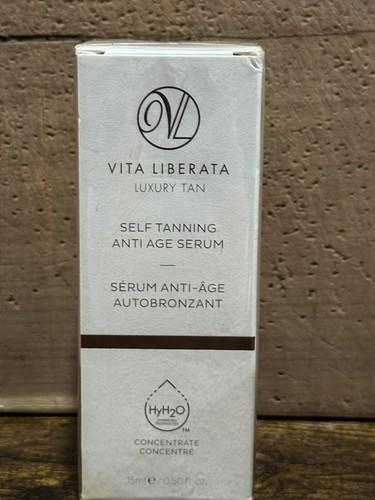 VL
VITA LIBERATA
LUXURY TAN
SELF TANNING
ANTI AGE SERUM
SÉRUM ANTI-ÂGE
AUTOBRONZANT
HyH2O
TM
CONCENTRATE
CONCENTRÉ
15ml ℮ / 0.50 fl. oz.